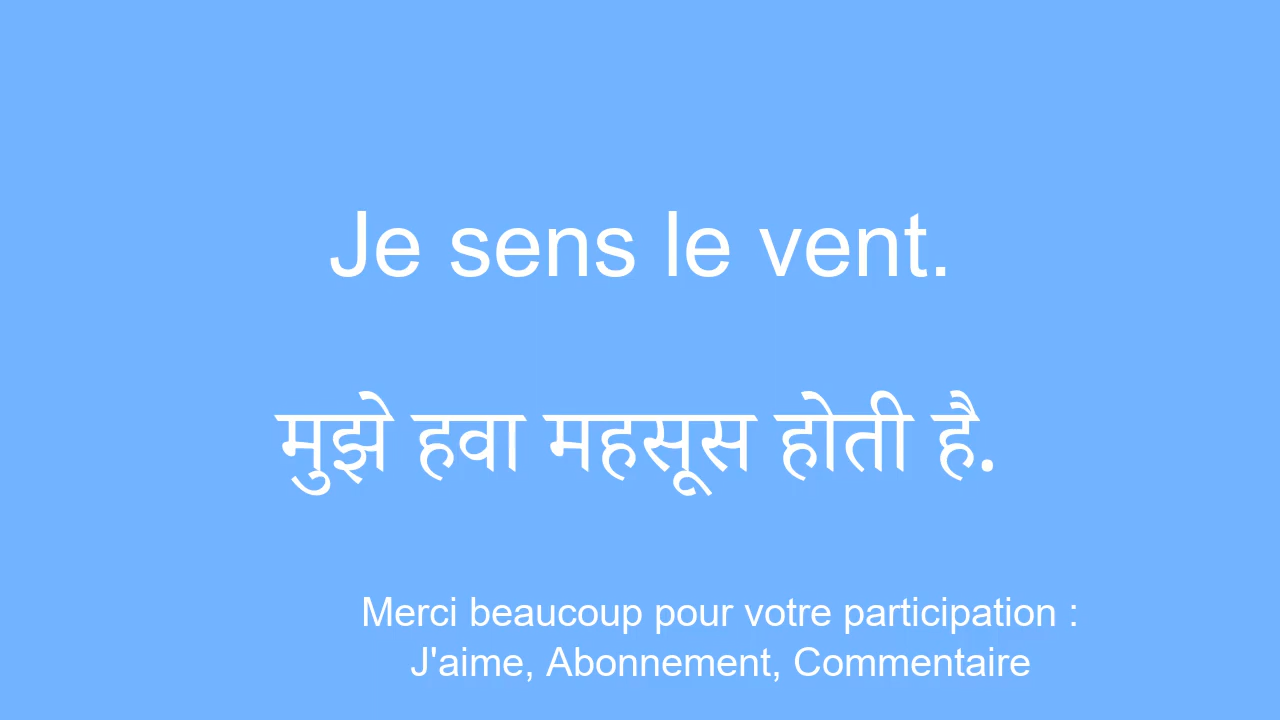 Je sens le vent.
मुझे हवा महसूस होती है.
Merci beaucoup pour votre participation :
J'aime, Abonnement, Commentaire